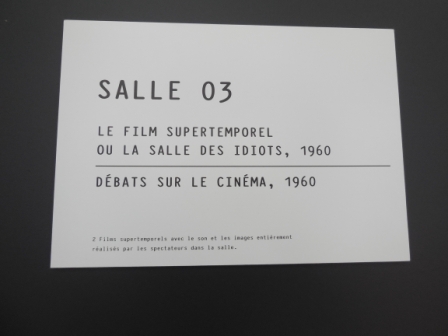 SALLE 03
LE FILM SUPERTEMPOREL
OU LA SALLE DES IDIOTS, 1960
DÉBATS SUR LE CINÉMA, 1960
2 films supertemporels avec le son et les images entièrement
réalisés par les spectateurs dans la salle.